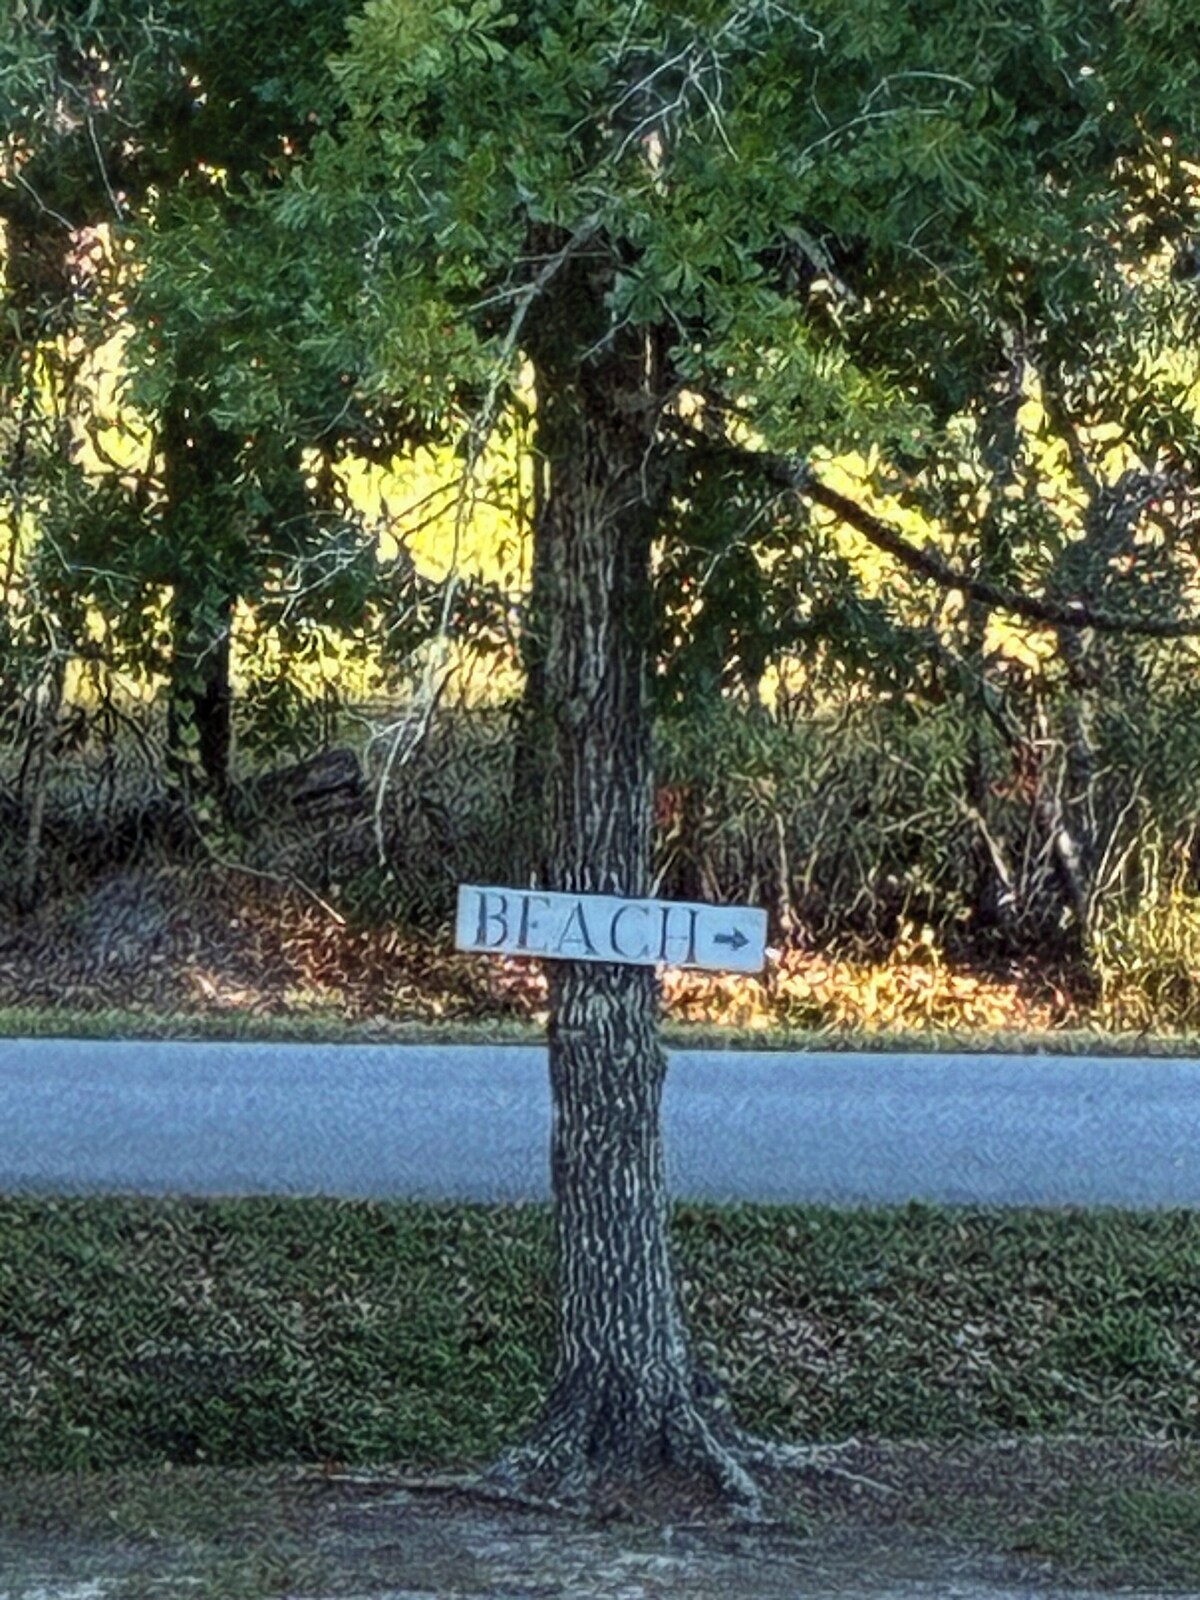 BEACH →